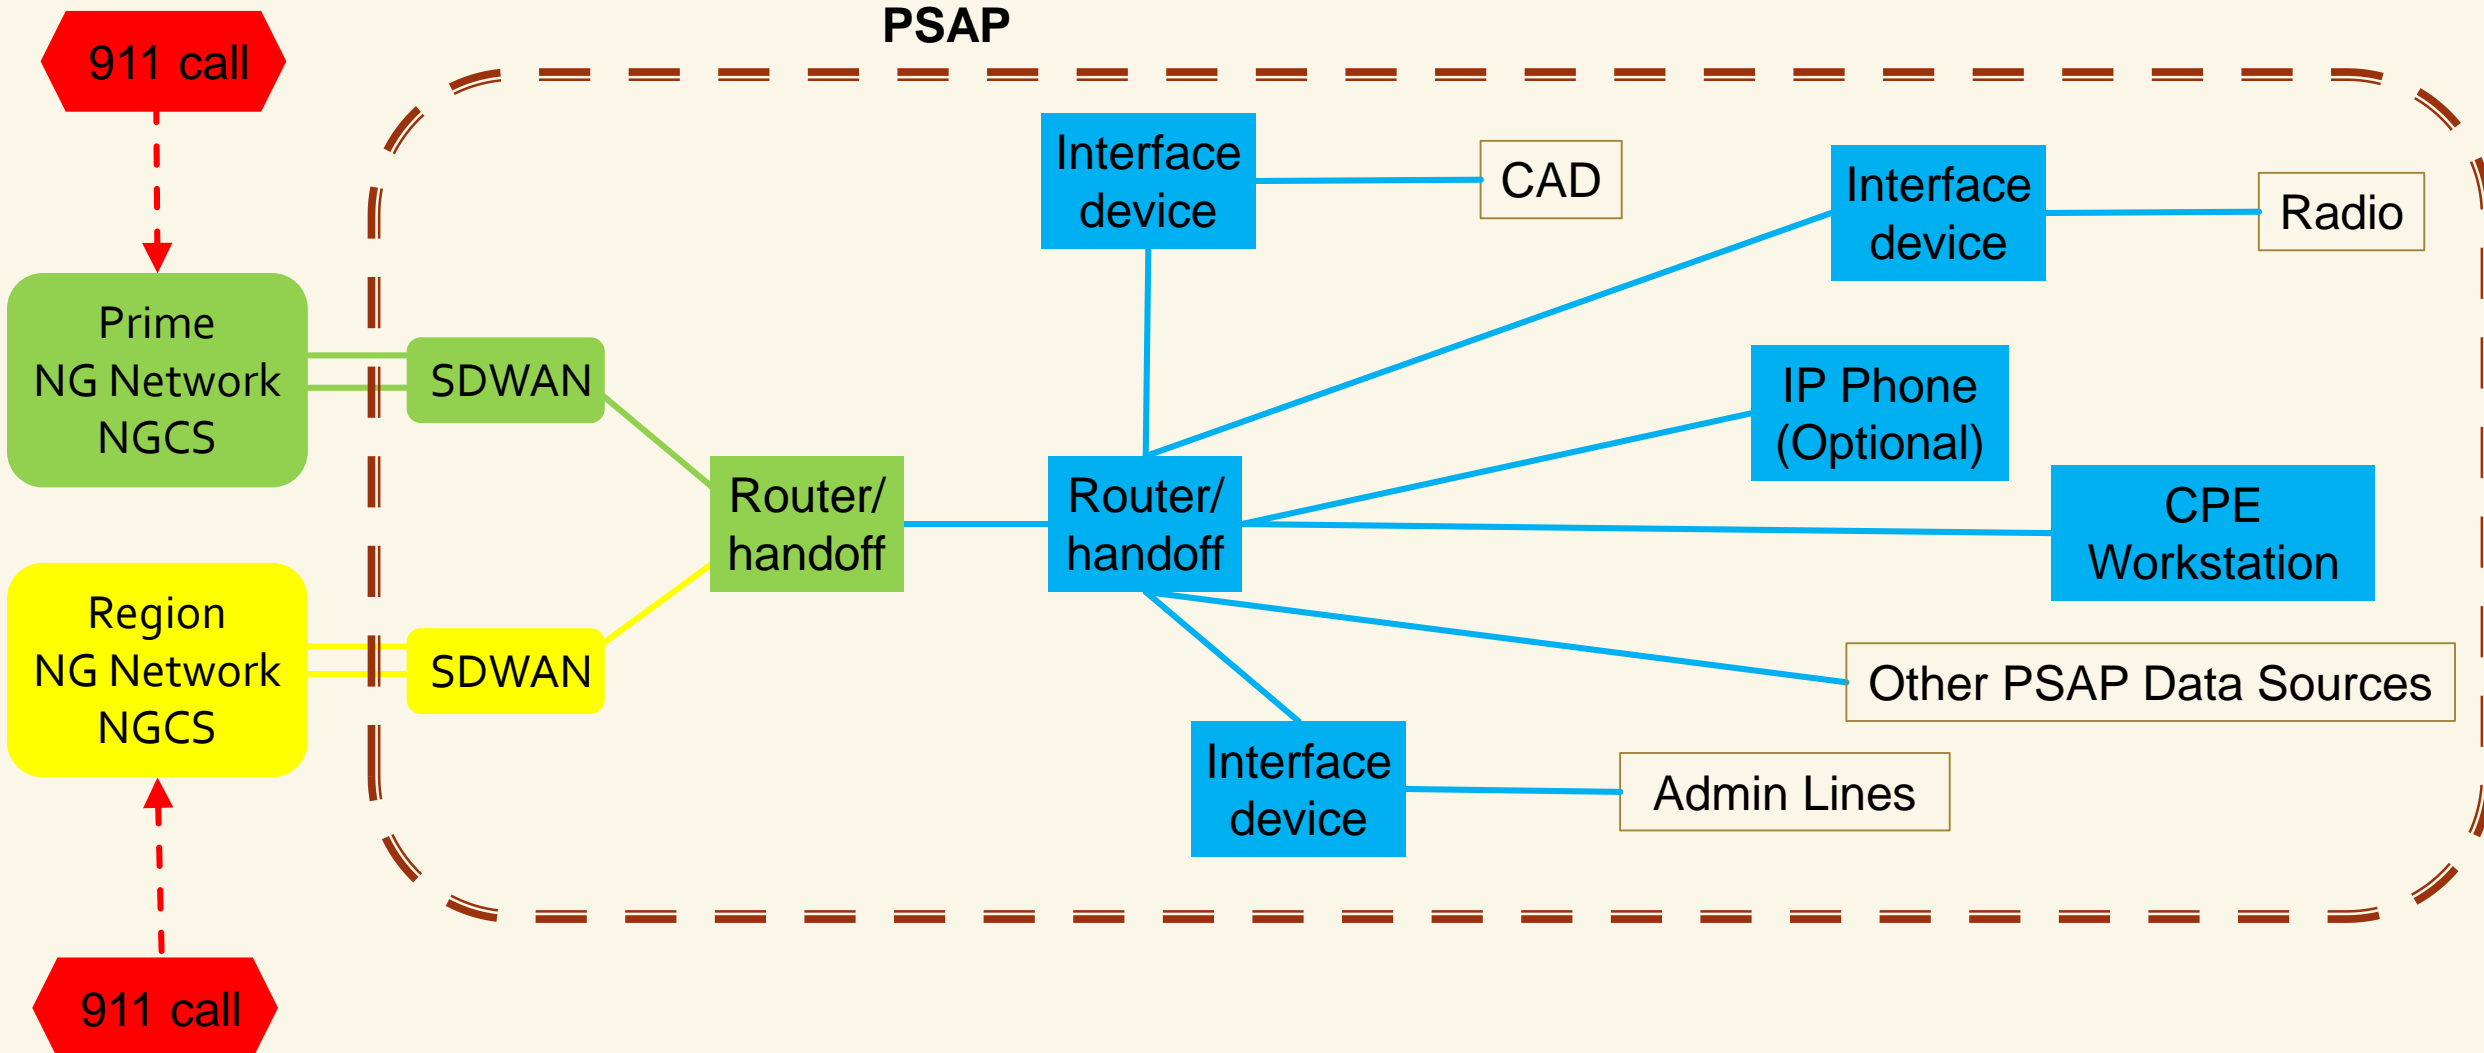 PSAP
911 call
Interface
device
CAD
Interface
device
Radio
Prime
NG Network
NGCS
SDWAN
IP Phone
(Optional)
Router/
handoff
Router/
handoff
CPE
Workstation
Region
NG Network
NGCS
SDWAN
Other PSAP Data Sources
Interface
device
Admin Lines
911 call